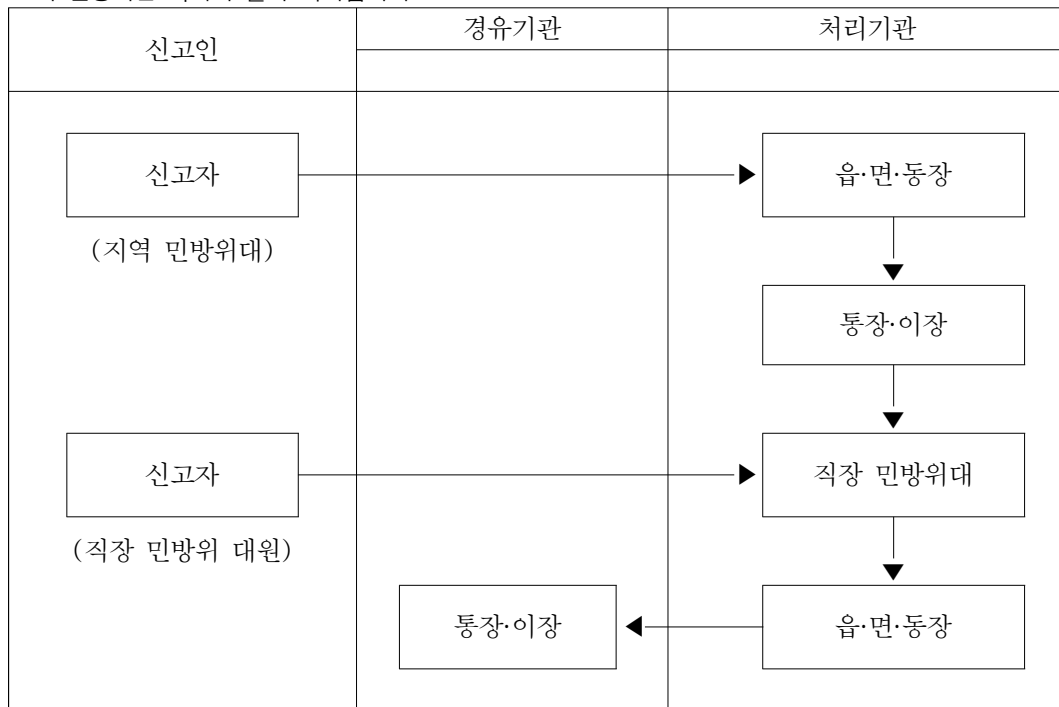 신고인 경유기관 처리기관
신고자 읍·면·동장
(지역 민방위대)
통장·이장
신고자 직장 민방위대
(직장 민방위 대원)
통장·이장 읍·면·동장